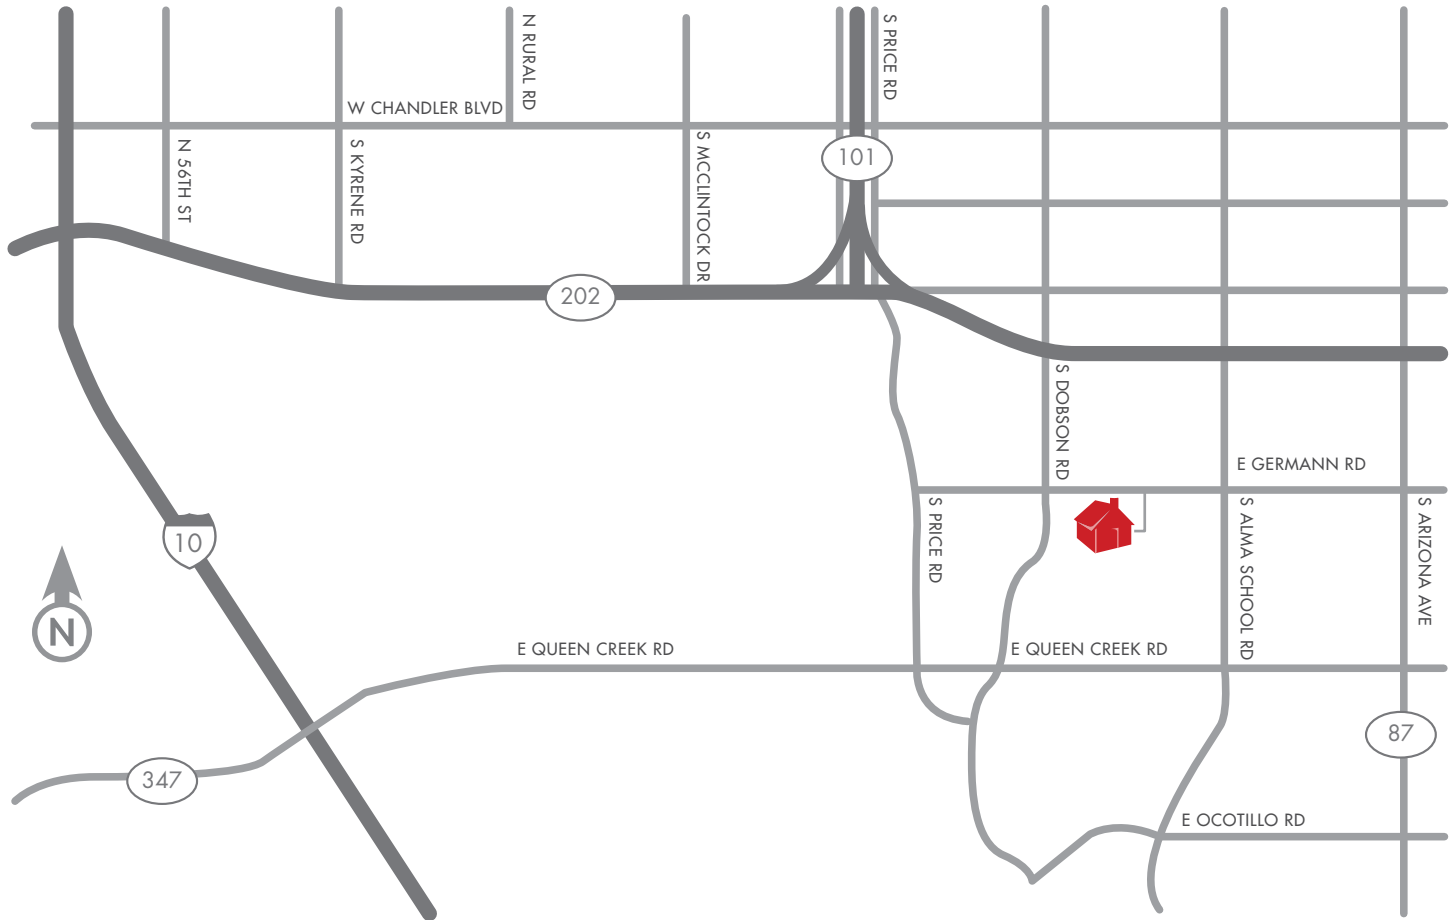 N RURAL RD
S PRICE RD
W CHANDLER BLVD
N 56TH ST
S KYRENE RD
S MCCLINTOCK DR
101
202
S DOBSON RD
E GERMANN RD
S PRICE RD
S ALMA SCHOOL RD
S ARIZONA AVE
10
N
E QUEEN CREEK RD
E QUEEN CREEK RD
87
347
E OCOTILLO RD